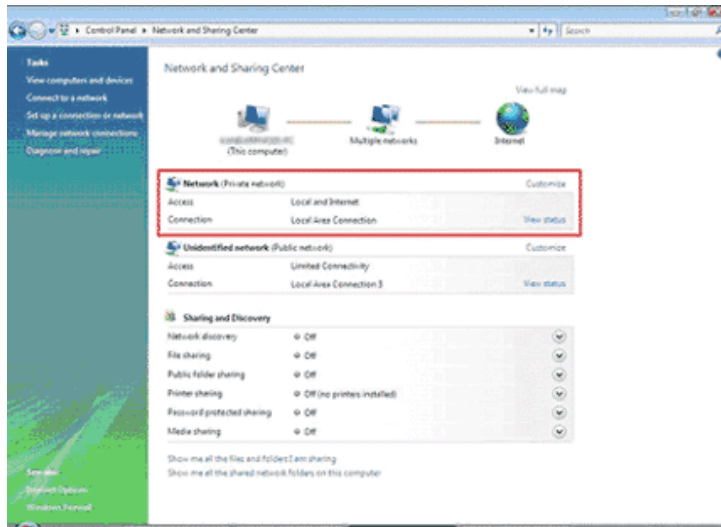 Control Panel ▸ Network and Sharing Center
Search
Tasks
View computers and devices
Connect to a network
Set up a connection or network
Manage network connections
Diagnose and repair
Network and Sharing Center
View full map
(This computer)
Multiple networks
Internet
Network (Private network)
Customize
Access Local and Internet
Connection Local Area Connection View status
Unidentified network (Public network)
Customize
Access Limited Connectivity
Connection Local Area Connection 3 View status
Sharing and Discovery
Network discovery Off
File sharing Off
Public folder sharing Off
Printer sharing Off (no printers installed)
Password protected sharing Off
Media sharing Off
Show me all the files and folders I am sharing
Show me all the shared network folders on this computer
See also
Internet Options
Windows Firewall